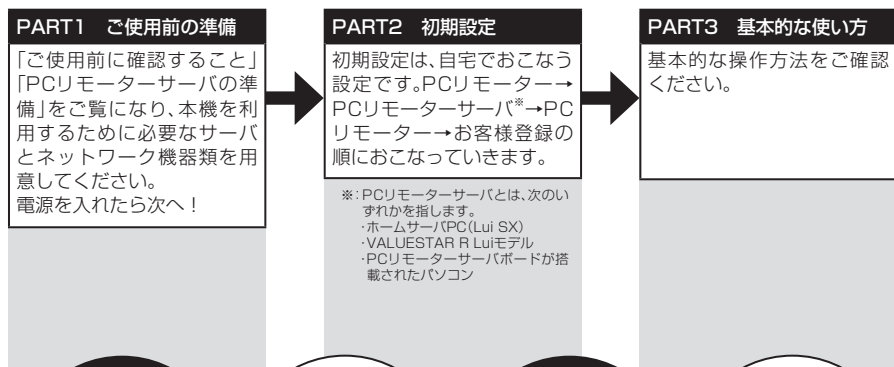 PART1 ご使用前の準備
「ご使用前に確認すること」
「PCリモーターサーバの準
備」をご覧になり、本機を利
用するために必要なサーバ
とネットワーク機器類を用
意してください。
電源を入れたら次へ!
PART2 初期設定
初期設定は、自宅でおこなう
設定です。PCリモーター→
PCリモーターサーバ※→PC
リモーター→お客様登録の
順におこなっていきます。
※:PCリモーターサーバとは、次のい
ずれかを指します。
・ホームサーバPC(Lui SX)
・VALUESTAR R Luiモデル
・PCリモーターサーバボードが搭
載されたパソコン
PART3 基本的な使い方
基本的な操作方法をご確認
ください。